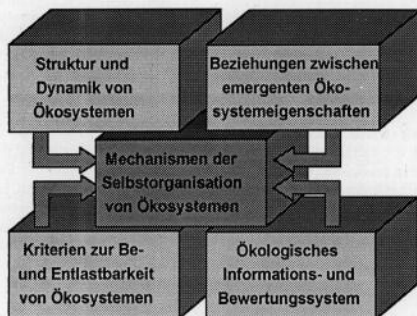 Struktur und
Dynamik von
Ökosystemen
Beziehungen zwischen
emergenten Öko-
systemeigenschaften
Mechanismen der
Selbstorganisation
von Ökosystemen
Kriterien zur Be-
und Entlastbarkeit
von Ökosystemen
Ökologisches
Informations- und
Bewertungssystem